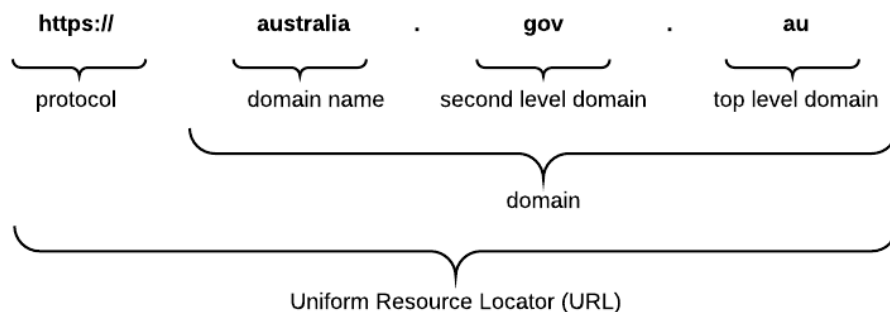 https:// australia . gov . au
protocol domain name second level domain top level domain
domain
Uniform Resource Locator (URL)